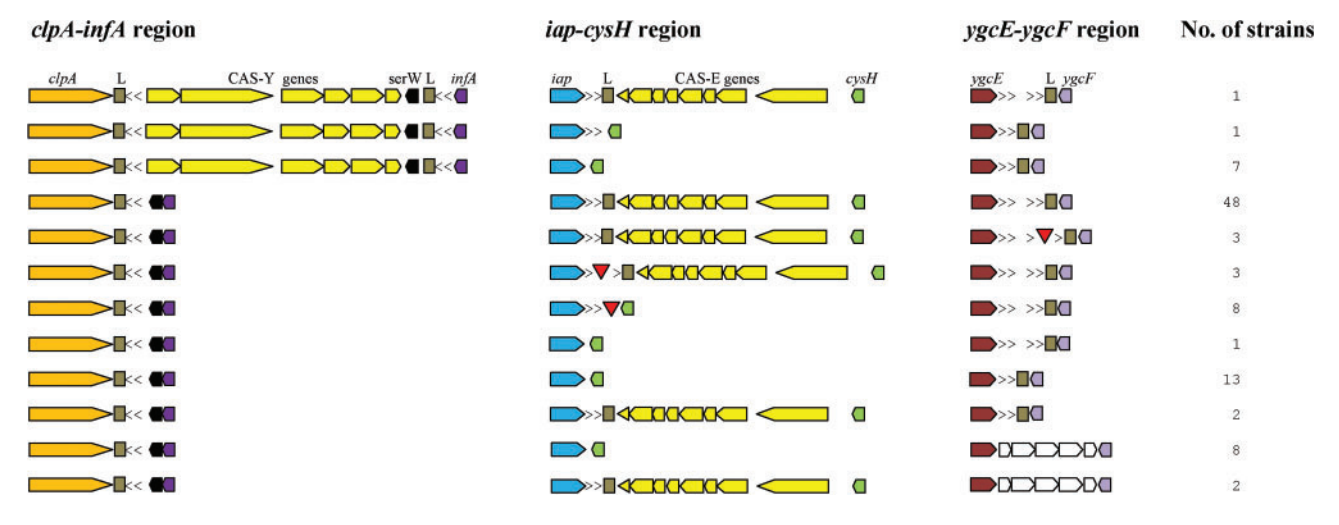 clpA-infA region iap-cysH region ygcE-ygcF region No. of strains
clpA L CAS-Y genes serW L infA iap L CAS-E genes cysH ygcE L ygcF
<< << >> >> >> 1
<< << >> >> 1
<< << >> 7
<< >> >> >> 48
<< >> >> > > 3
<< >> > >> >> 3
<< >> >> >> 8
<< >> >> 1
<< >> 13
<< >> >> 2
<< 8
<< >> 2